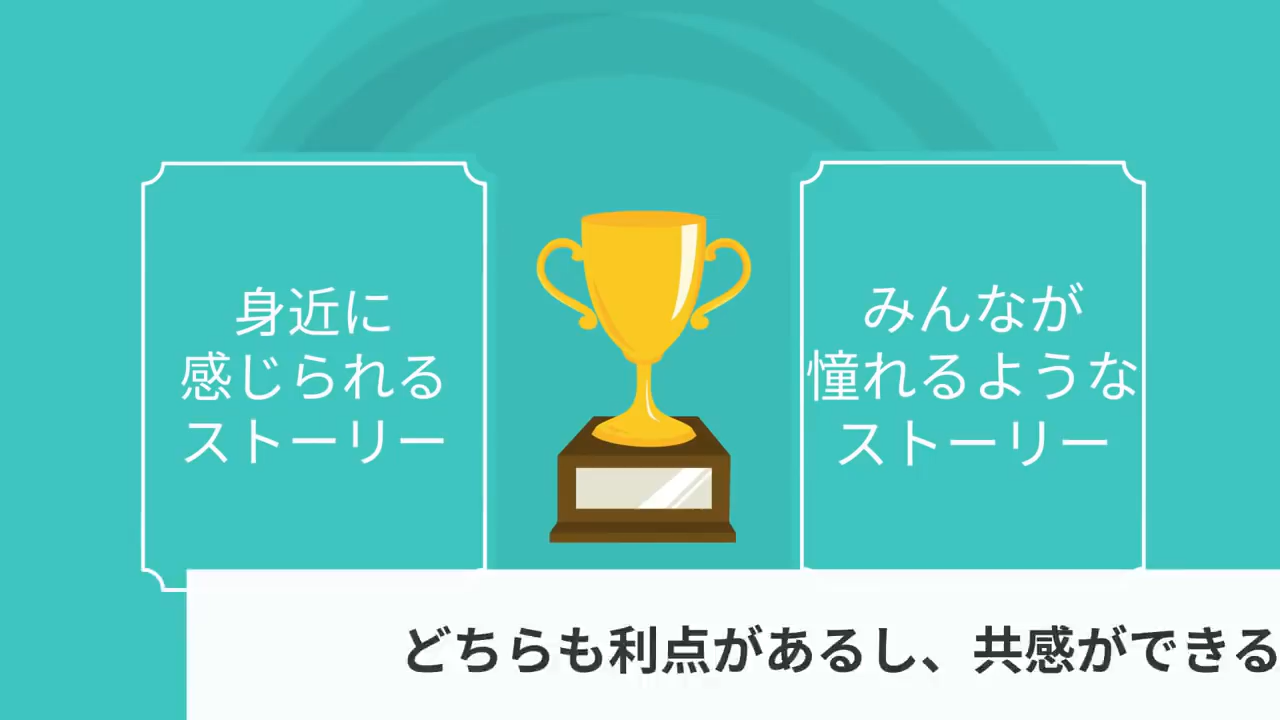 身近に
感じられる
ストーリー
みんなが
憧れるような
ストーリー
どちらも利点があるし、共感ができる